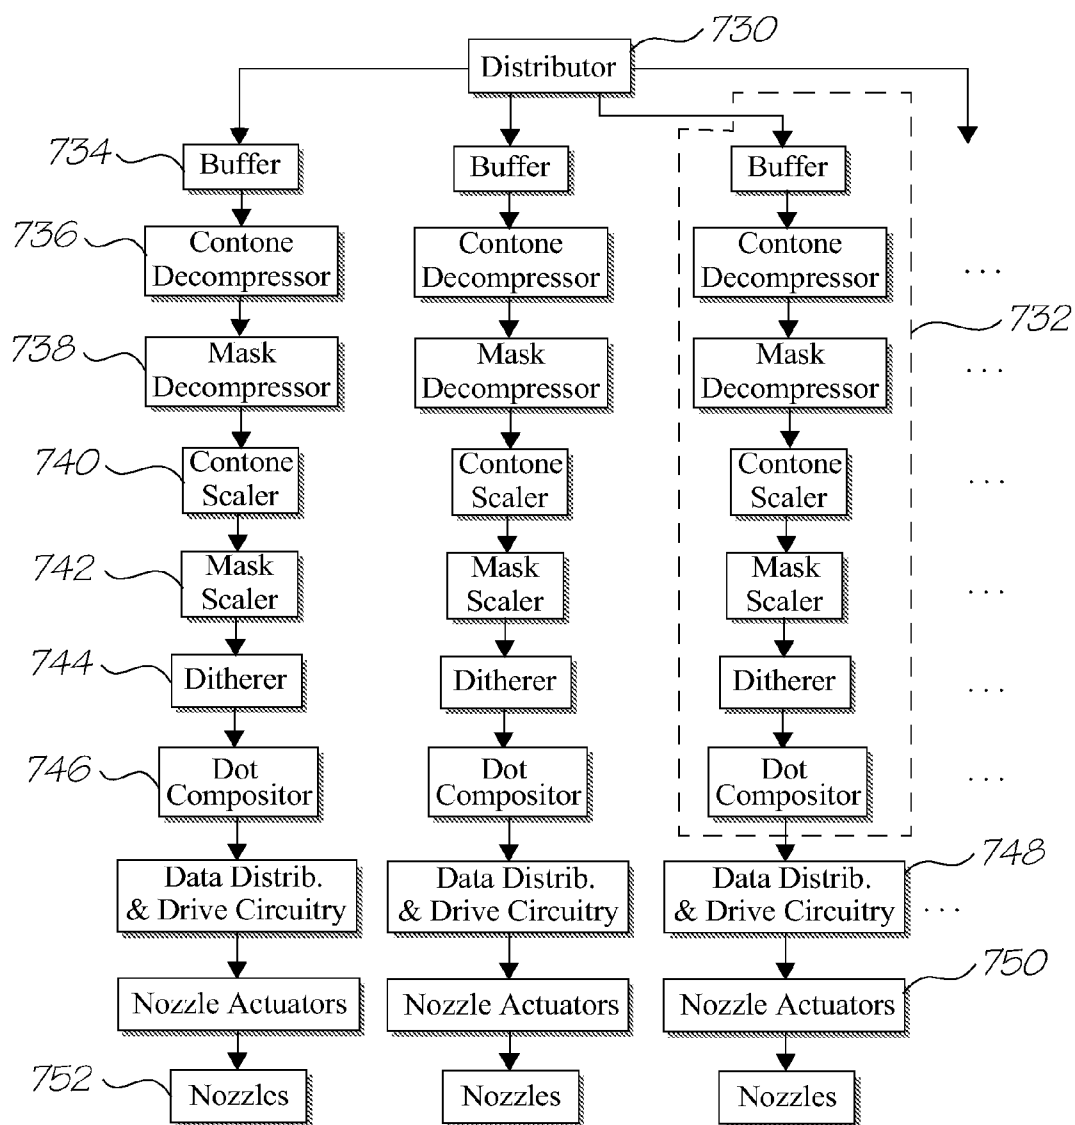 730
Distributor
734
Buffer
Buffer
Buffer
736
Contone
Decompressor
Contone
Decompressor
Contone
Decompressor
...
732
738
Mask
Decompressor
Mask
Decompressor
Mask
Decompressor
...
740
Contone
Scaler
Contone
Scaler
Contone
Scaler
...
742
Mask
Scaler
Mask
Scaler
Mask
Scaler
...
744
Ditherer
Ditherer
Ditherer
...
746
Dot
Compositor
Dot
Compositor
Dot
Compositor
...
748
Data Distrib.
& Drive Circuitry
Data Distrib.
& Drive Circuitry
Data Distrib.
& Drive Circuitry
...
750
Nozzle Actuators
Nozzle Actuators
Nozzle Actuators
752
Nozzles
Nozzles
Nozzles